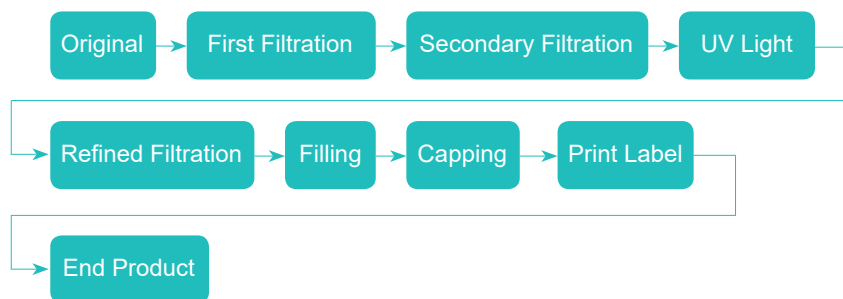 Original
First Filtration
Secondary Filtration
UV Light
Refined Filtration
Filling
Capping
Print Label
End Product